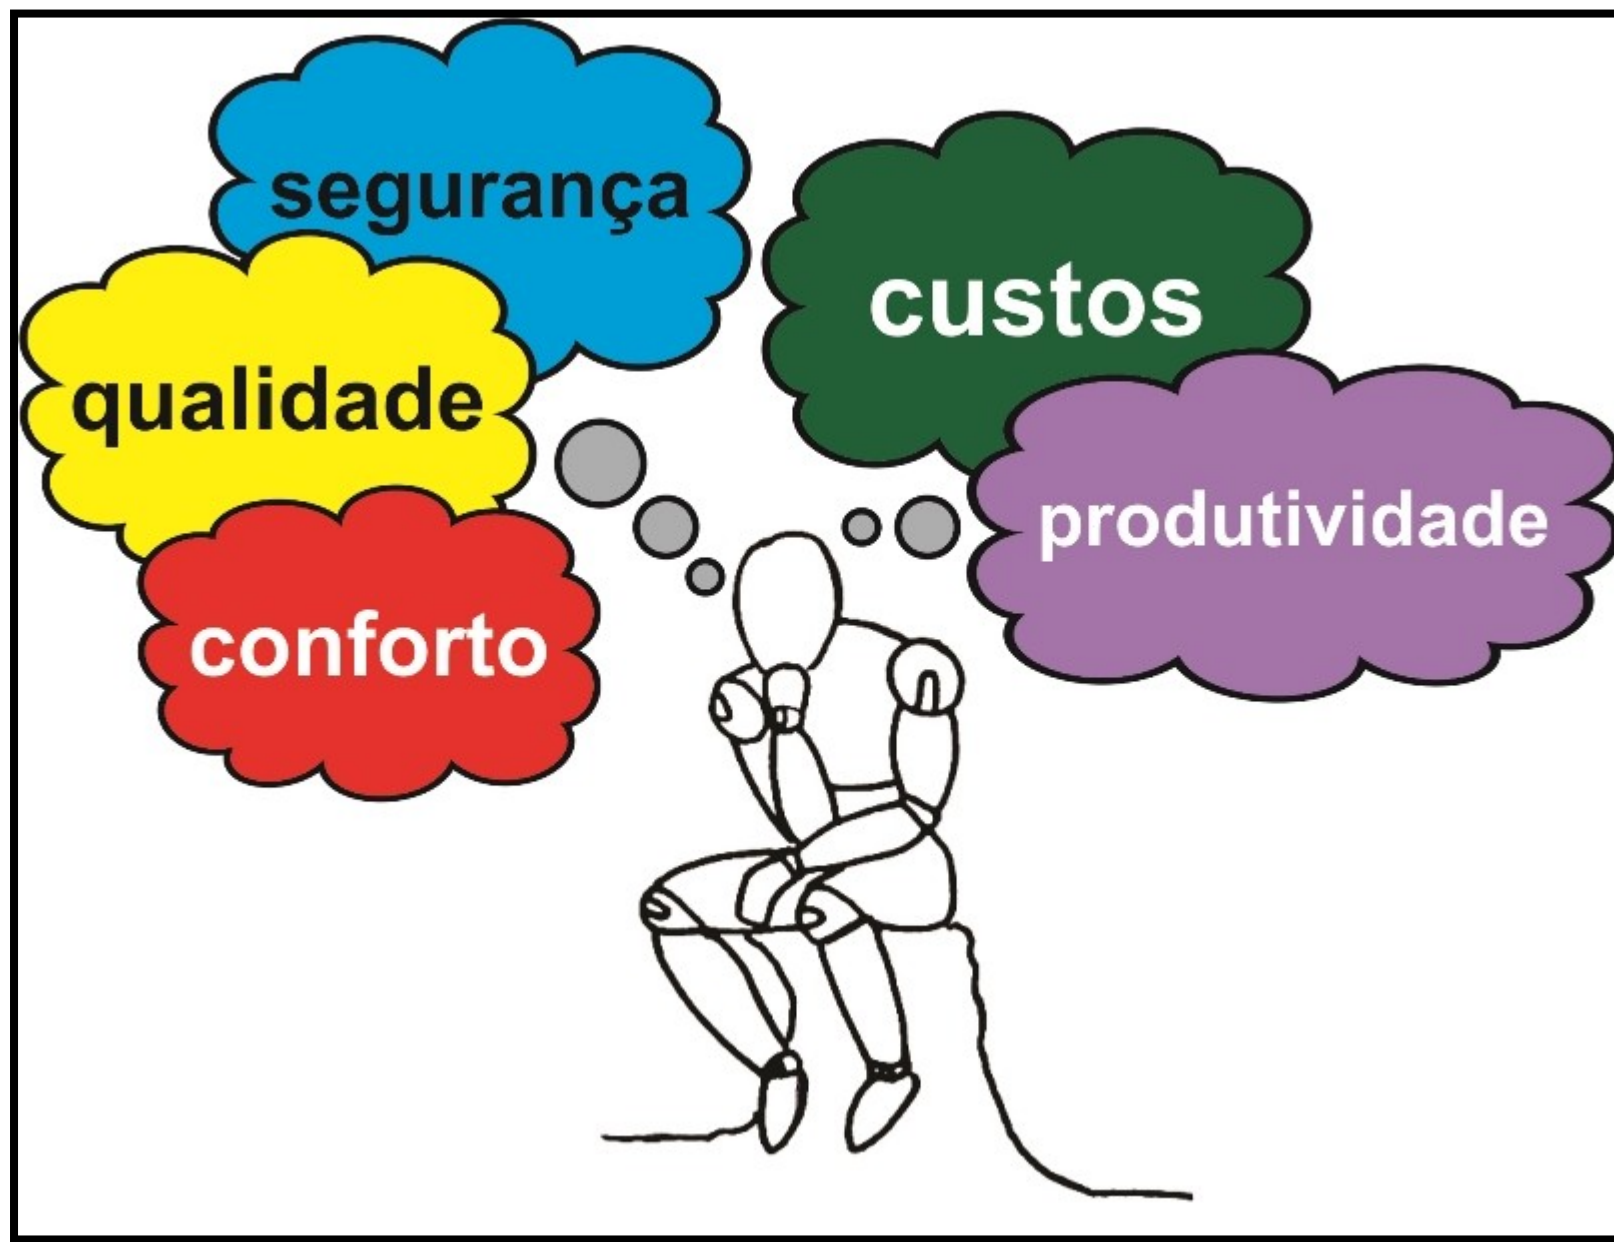 segurança
qualidade
conforto
custos
produtividade